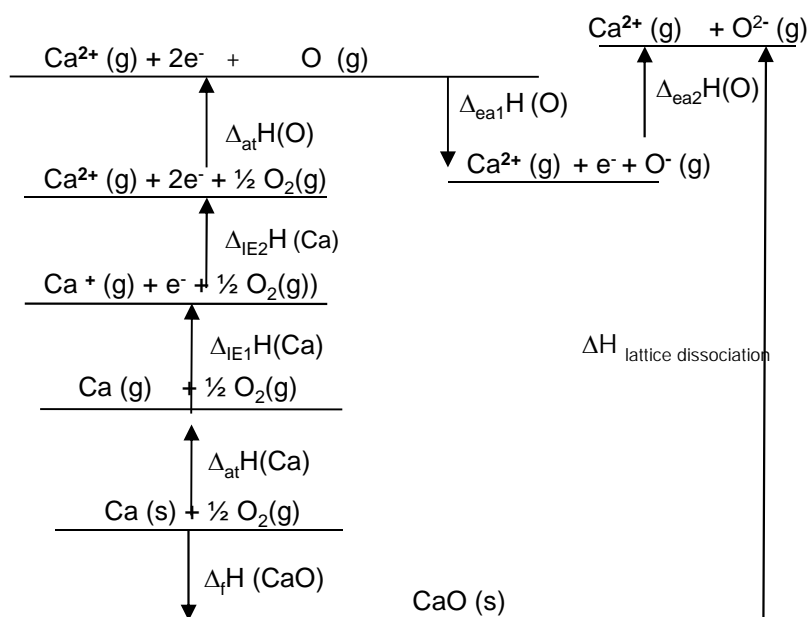 Ca²⁺ (g) + O²⁻ (g)
Ca²⁺ (g) + 2e⁻ + O (g)
Δea1H (O)
Δea2H(O)
ΔatH(O)
Ca²⁺ (g) + e⁻ + O⁻ (g)
Ca²⁺ (g) + 2e⁻ + ½ O₂(g)
ΔIE2H (Ca)
Ca ⁺ (g) + e⁻ + ½ O₂(g))
ΔIE1H(Ca)
ΔH lattice dissociation
Ca (g) + ½ O₂(g)
ΔatH(Ca)
Ca (s) + ½ O₂(g)
ΔfH (CaO)
CaO (s)